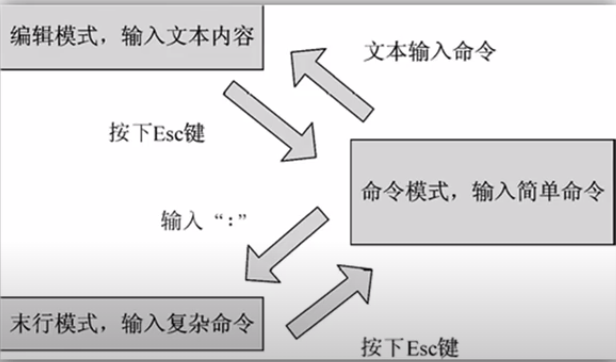 编辑模式，输入文本内容
文本输入命令
按下Esc键
命令模式，输入简单命令
输入“：”
末行模式，输入复杂命令
按下Esc键